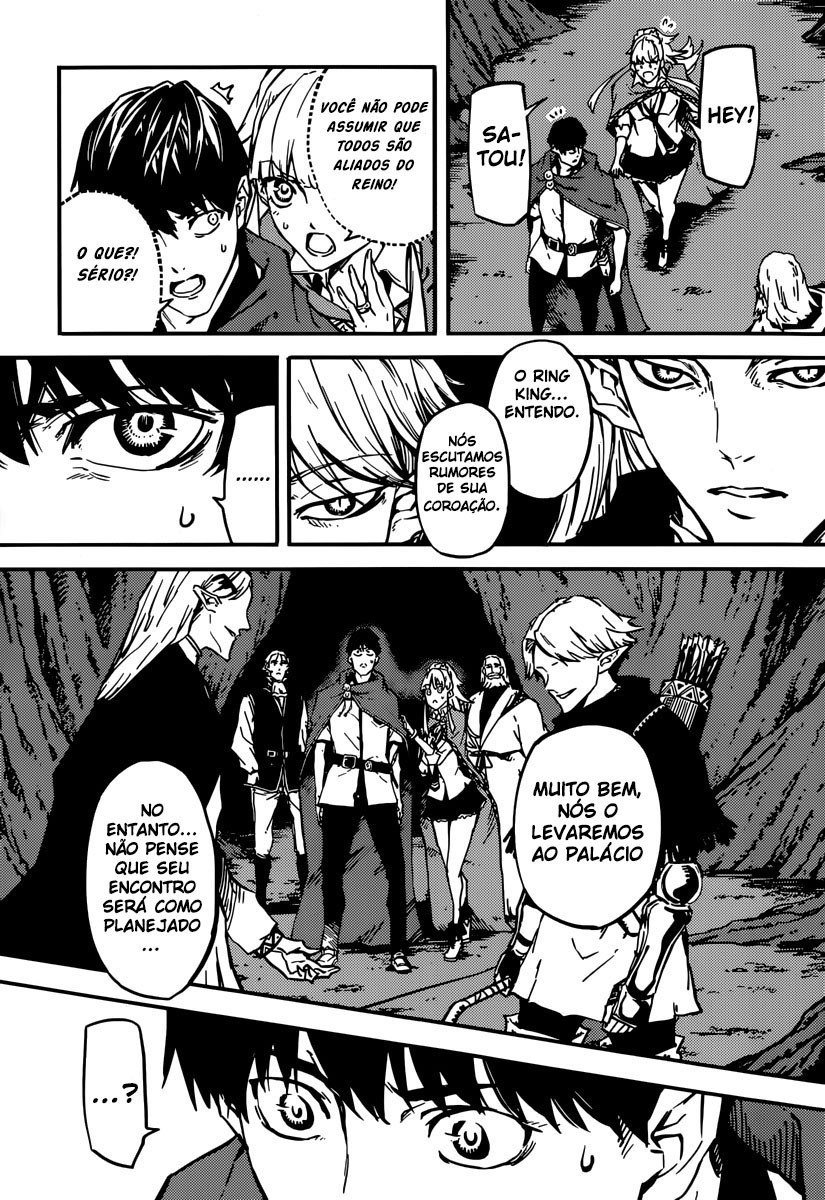 HEY!
SA-
TOU!
VOCÊ NÃO PODE
ASSUMIR QUE
TODOS SÃO
ALIADOS DO
REINO!
O QUE?!
SÉRIO?!
O RING
KING...
ENTENDO.
NÓS
ESCUTAMOS
RUMORES
DE SUA
COROAÇÃO.
......
MUITO BEM,
NÓS O
LEVAREMOS
AO PALÁCIO
NO
ENTANTO...
NÃO PENSE
QUE SEU
ENCONTRO
SERÁ COMO
PLANEJADO
...
...?